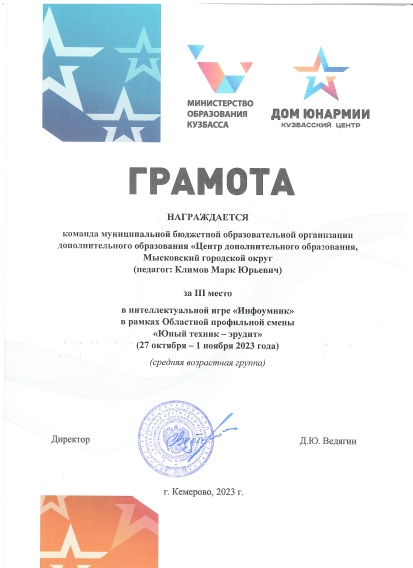 МИНИСТЕРСТВО
ОБРАЗОВАНИЯ
КУЗБАССА
ДОМ ЮНАРМИИ
КУЗБАССКИЙ ЦЕНТР
ГРАМОТА
НАГРАЖДАЕТСЯ
команда муниципальной бюджетной образовательной организации
дополнительного образования «Центр дополнительного образования,
Мысковский городской округ
(педагог: Климов Марк Юрьевич)
за III место
в интеллектуальной игре «Инфоумник»
в рамках Областной профильной смены
«Юный техник – эрудит»
(27 октября – 1 ноября 2023 года)
(средняя возрастная группа)
Директор
Д.Ю. Ведягин
г. Кемерово, 2023 г.